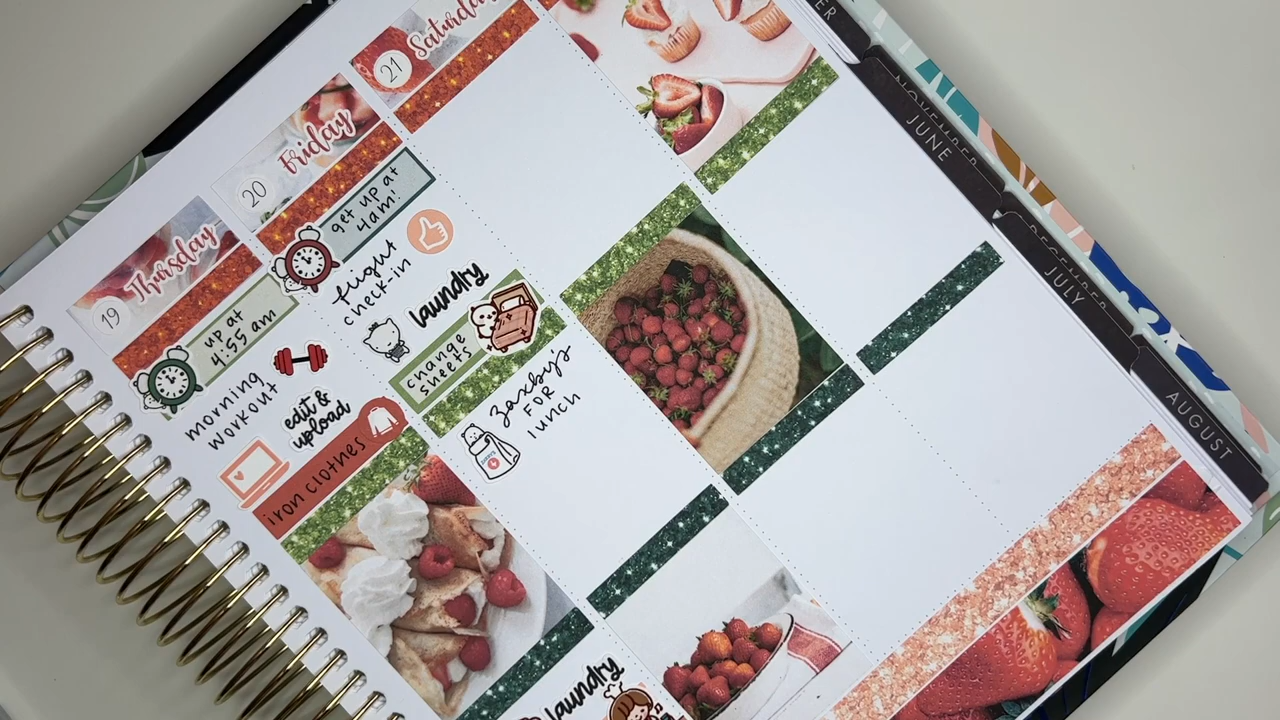 19
Thursday
up at
4:55 am
morning
workout
edit &
upload
iron clothes
20
Friday
get up at
4am!
flight
check-in
laundry
change
sheets
zaxby's
FOR
lunch
laundry
21
Saturday
ER
NOVEMBER
JUNE
DECEMBER
JULY
AUGUST